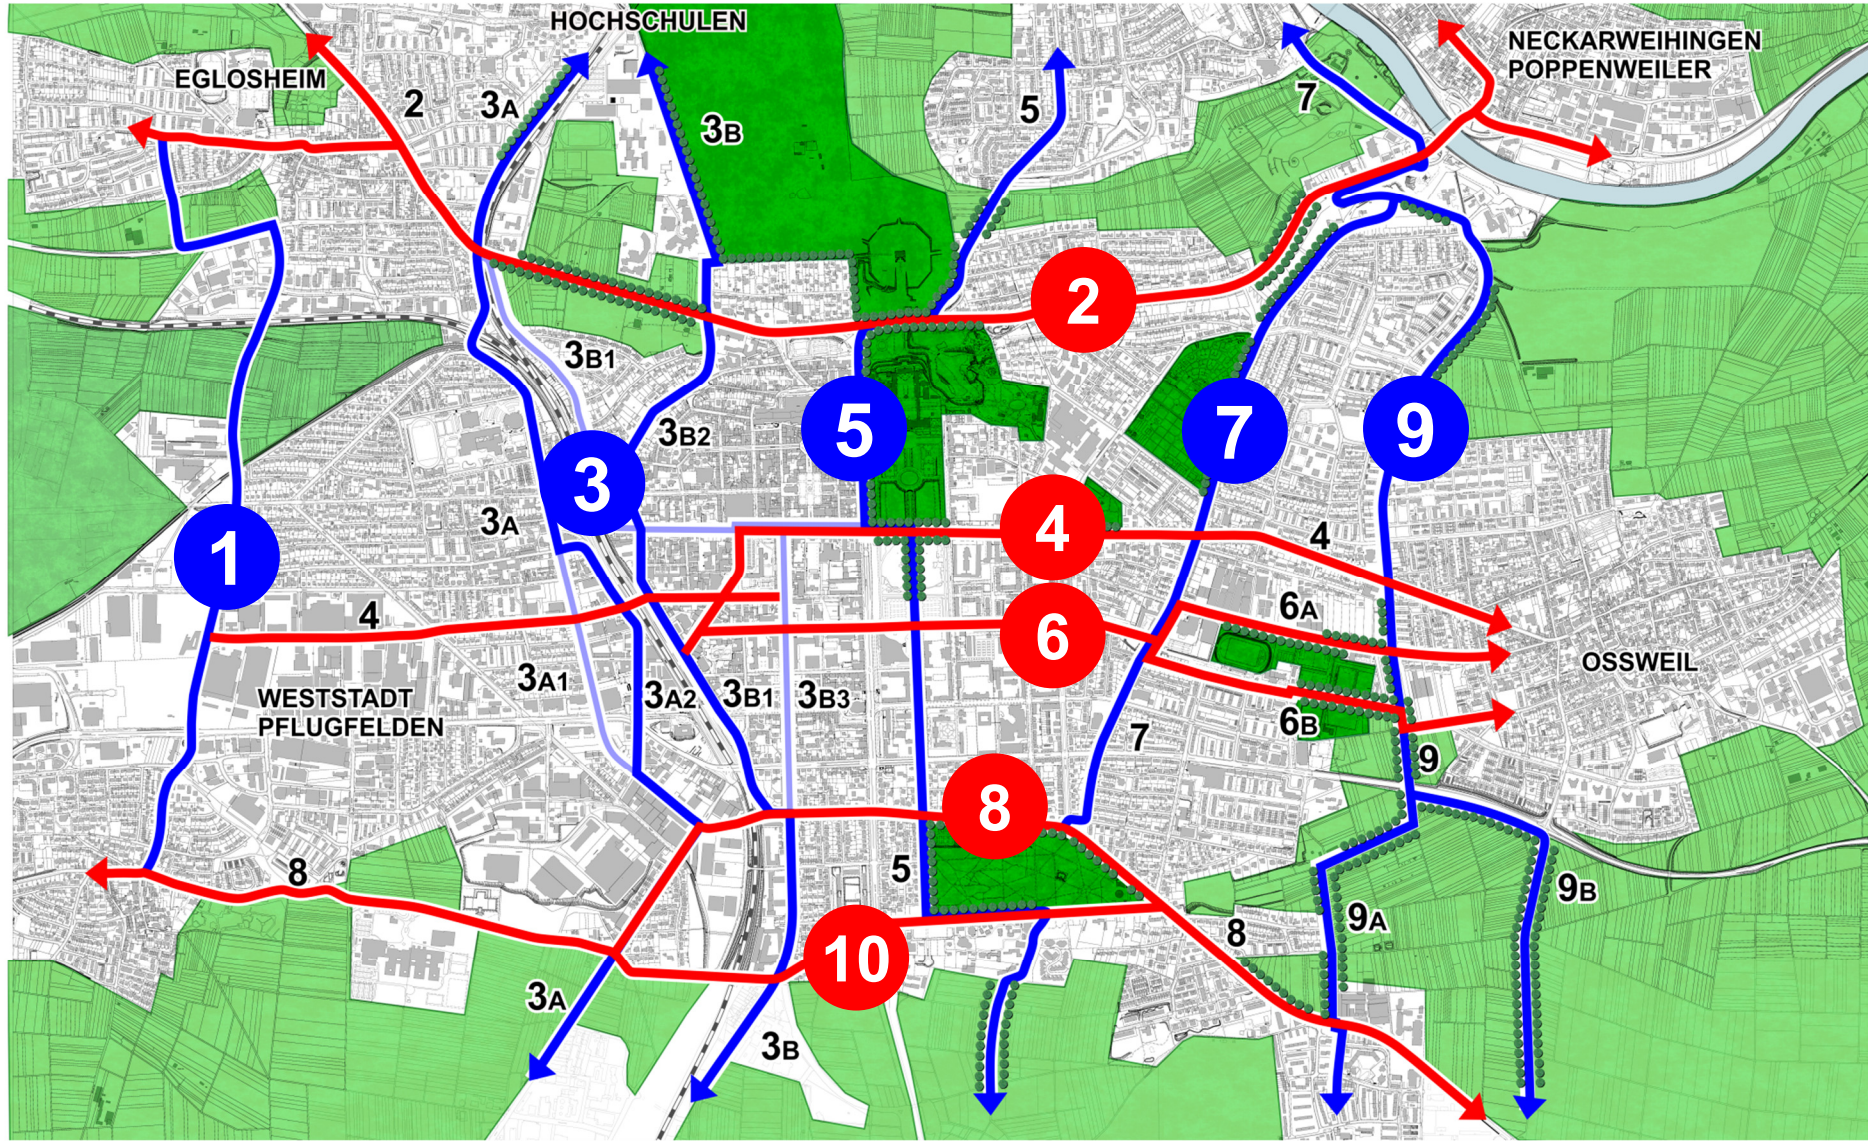 HOCHSCHULEN
NECKARWEIHINGEN
POPPENWEILER
EGLOSHEIM
2
3A
3B
5
7
2
3B1
3B2
5
7
9
3
3A
4
4
1
4
6A
6
OSSWEIL
3A1
3A2
3B1
3B3
WESTSTADT
PFLUGFELDEN
7
6B
9
8
5
8
9A
9B
8
10
3A
3B